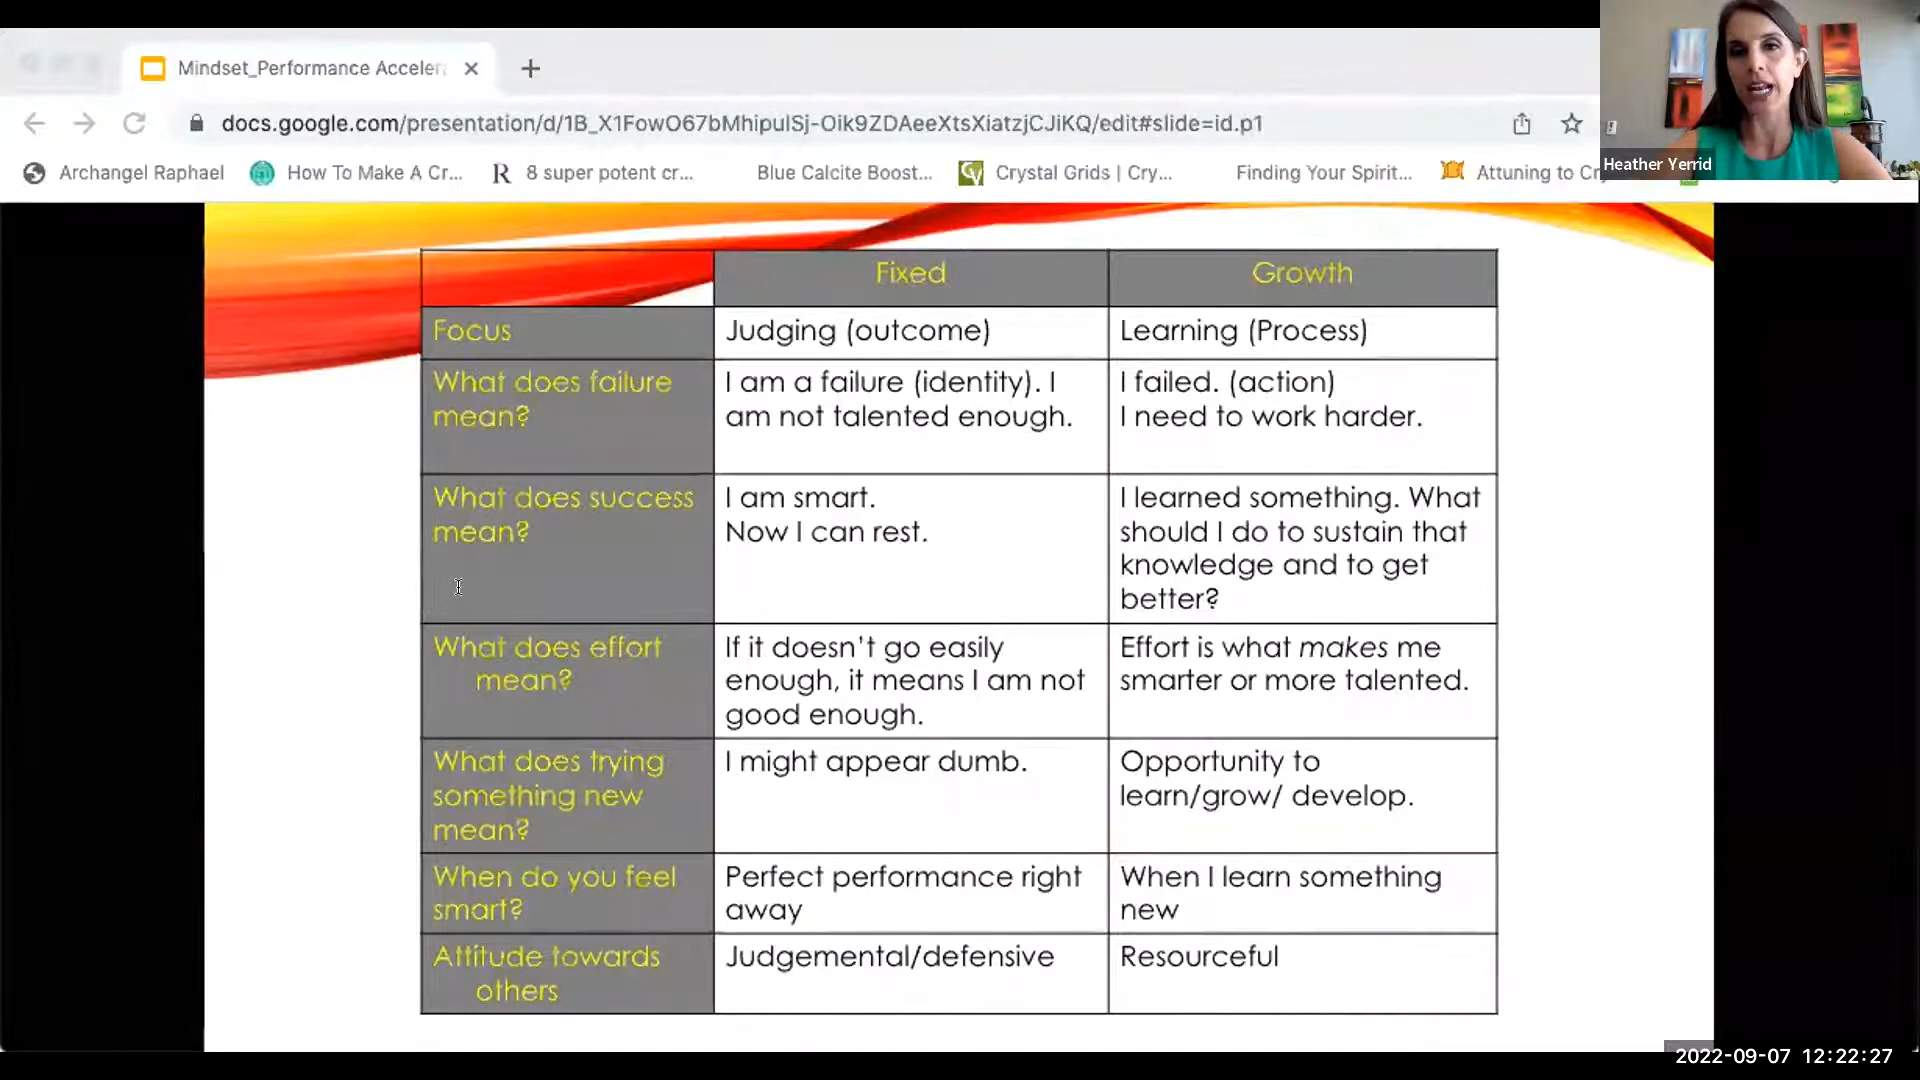 Mindset_Performance Acceler
docs.google.com/presentation/d/1B_X1FowO67bMhipuISj-Oik9ZDAeeXtsXiatzjCJiKQ/edit#slide=id.p1
Archangel Raphael
How To Make A Cr...
R 8 super potent cr...
Blue Calcite Boost...
Crystal Grids | Cry...
Finding Your Spirit...
Attuning to
Heather Yerrid
Fixed
Growth
Focus
Judging (outcome)
Learning (Process)
What does failure
mean?
I am a failure (identity). I
am not talented enough.
I failed. (action)
I need to work harder.
What does success
mean?
I am smart.
Now I can rest.
I learned something. What
should I do to sustain that
knowledge and to get
better?
What does effort
mean?
If it doesn't go easily
enough, it means I am not
good enough.
Effort is what makes me
smarter or more talented.
What does trying
something new
mean?
I might appear dumb.
Opportunity to
learn/grow/ develop.
When do you feel
smart?
Perfect performance right
away
When I learn something
new
Attitude towards
others
Judgemental/defensive
Resourceful
2022-09-07 12:22:27